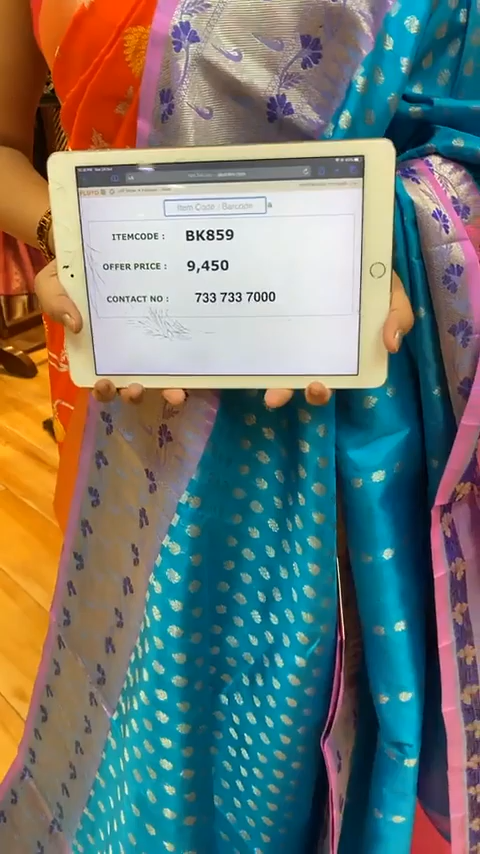 Item Code / Barcode
ITEMCODE : BK859
OFFER PRICE : 9,450
CONTACT NO : 733 733 7000